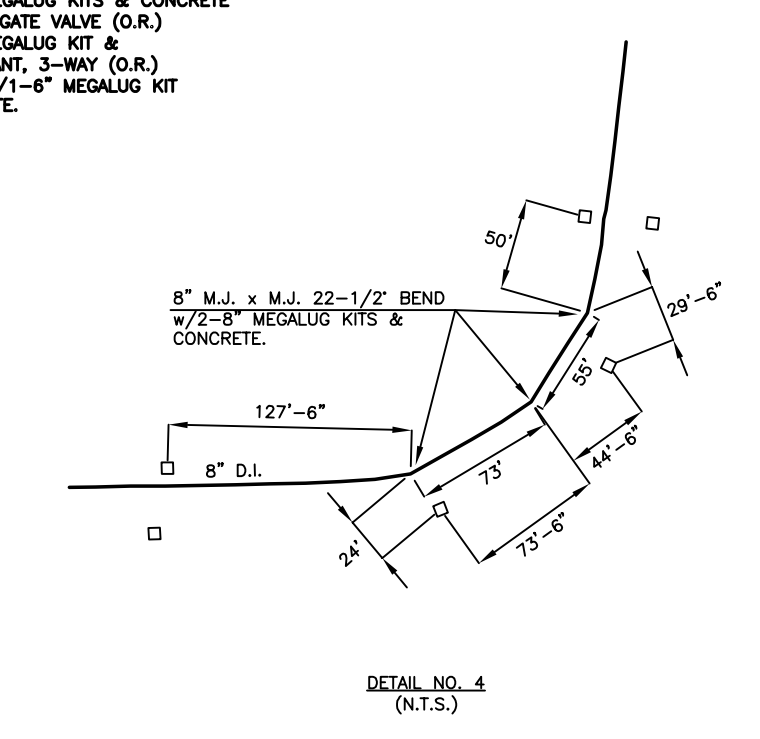 MEGALUG KITS & CONCRETE
GATE VALVE (O.R.)
MEGALUG KIT &
3-WAY (O.R.)
/1-6" MEGALUG KIT
50'
8" M.J. x M.J. 22-1/2° BEND
w/2-8" MEGALUG KITS &
CONCRETE.
29'-6"
55'
127'-6"
8" D.I.
73'
44'-6"
24'
73'-6"
DETAIL NO. 4
(N.T.S.)